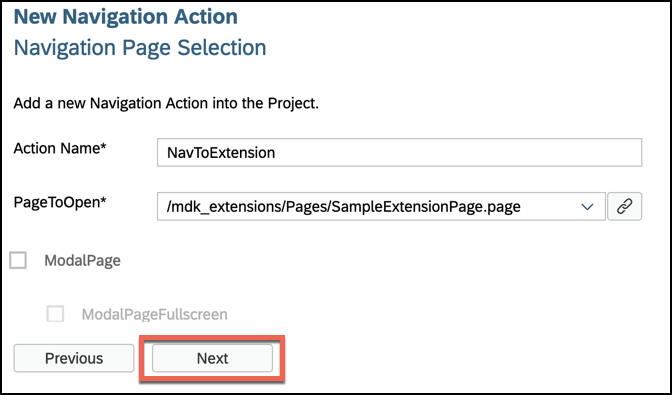 New Navigation Action
Navigation Page Selection
Add a new Navigation Action into the Project.
Action Name* NavToExtension
PageToOpen* /mdk_extensions/Pages/SampleExtensionPage.page
ModalPage
ModalPageFullscreen
Previous Next